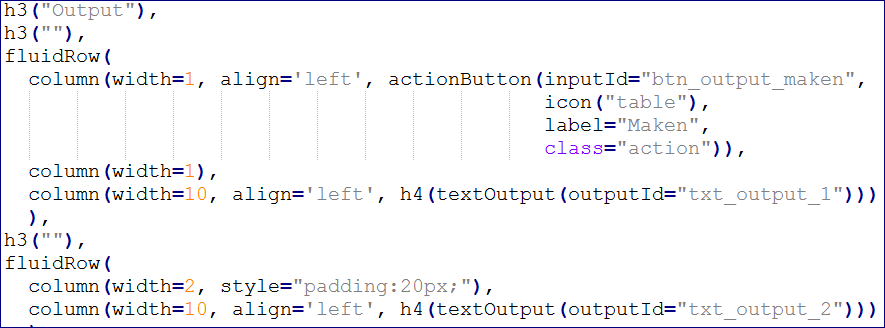 h3("Output"),
h3(""),
fluidRow(
  column(width=1, align='left', actionButton(inputId="btn_output_maken",
                                             icon("table"),
                                             label="Maken",
                                             class="action")),
  column(width=1),
  column(width=10, align='left', h4(textOutput(outputId="txt_output_1")))
  ),
h3(""),
fluidRow(
  column(width=2, style="padding:20px;"),
  column(width=10, align='left', h4(textOutput(outputId="txt_output_2")))